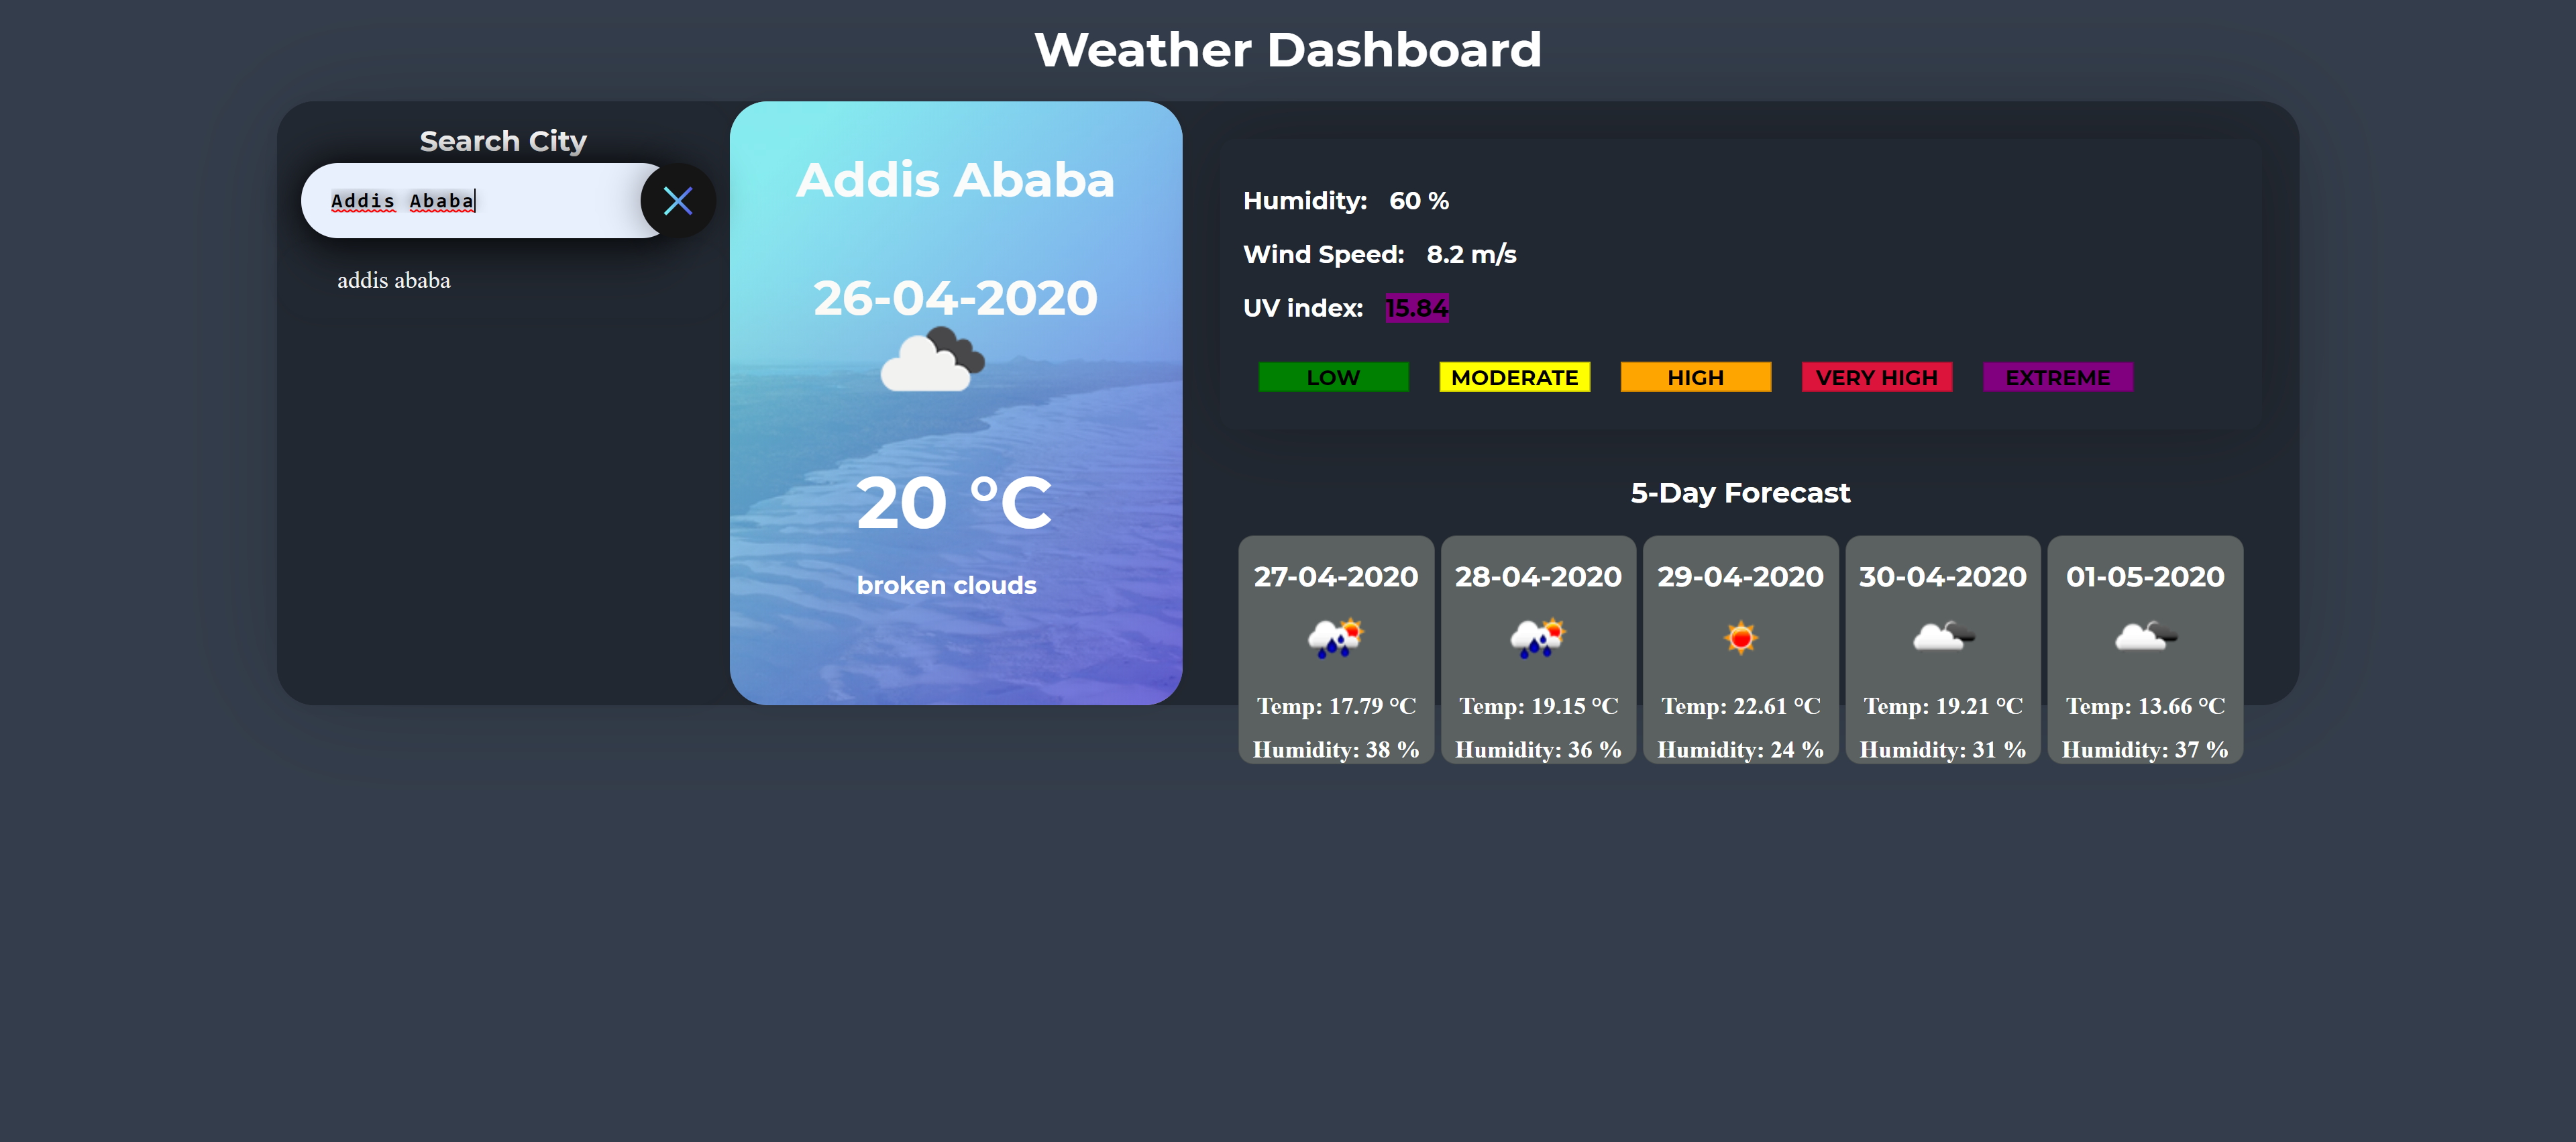 Weather Dashboard
Search City
Addis Ababa
addis ababa
Addis Ababa
26-04-2020
20 °C
broken clouds
Humidity: 60 %
Wind Speed: 8.2 m/s
UV index: 15.84
LOW MODERATE HIGH VERY HIGH EXTREME
5-Day Forecast
27-04-2020 28-04-2020 29-04-2020 30-04-2020 01-05-2020
Temp: 17.79 °C Temp: 19.15 °C Temp: 22.61 °C Temp: 19.21 °C Temp: 13.66 °C
Humidity: 38 % Humidity: 36 % Humidity: 24 % Humidity: 31 % Humidity: 37 %